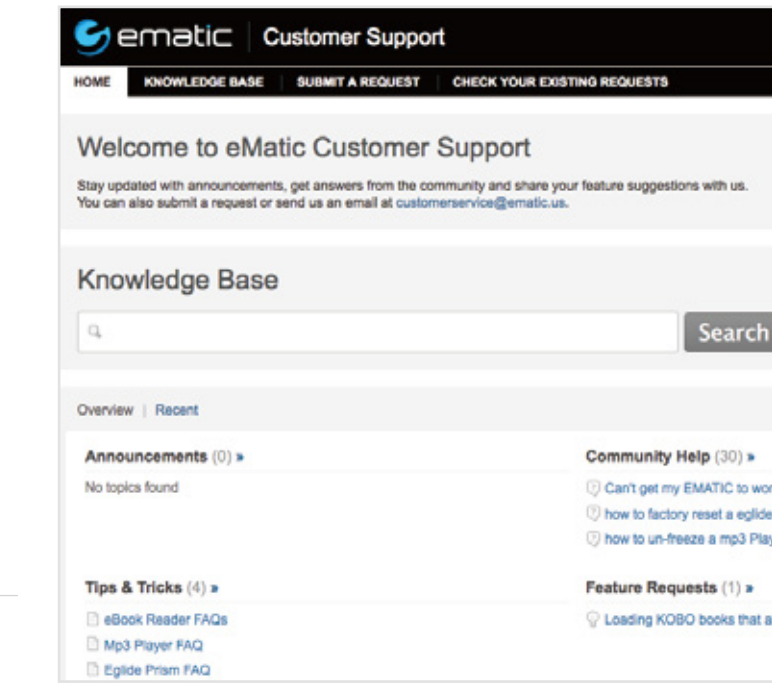 ematic Customer Support
HOME KNOWLEDGE BASE SUBMIT A REQUEST CHECK YOUR EXISTING REQUESTS
Welcome to eMatic Customer Support
Stay updated with announcements, get answers from the community and share your feature suggestions with us.
You can also submit a request or send us an email at customerservice@ematic.us.
Knowledge Base
Search
Overview | Recent
Announcements (0) »
No topics found
Community Help (30) »
Can't get my EMATIC to wor
how to factory reset a eglide
how to un-freeze a mp3 Play
Tips & Tricks (4) »
eBook Reader FAQs
Mp3 Player FAQ
Eglide Prism FAQ
Feature Requests (1) »
Loading KOBO books that a